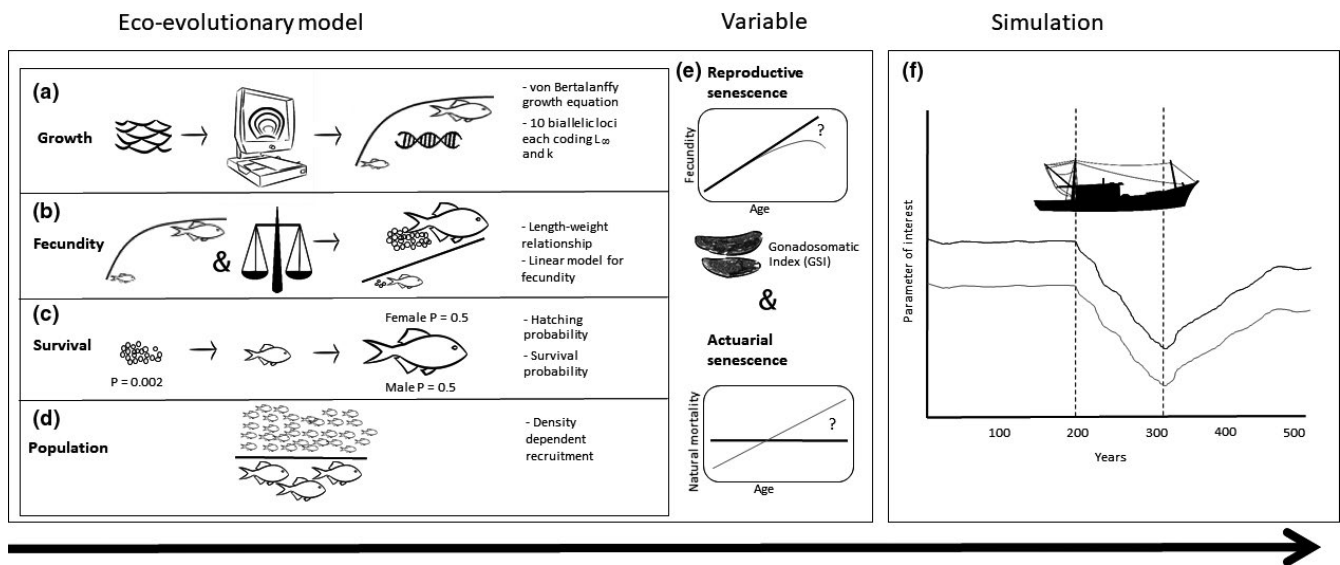 Eco-evolutionary model
Variable
Simulation
(a)
Growth
- von Bertalanffy
growth equation
- 10 biallelic loci
each coding L∞
and k
(b)
Fecundity
&
- Length-weight
relationship
- Linear model for
fecundity
(c)
Survival
P = 0.002
Female P = 0.5
Male P = 0.5
- Hatching
probability
- Survival
probability
(d)
Population
- Density
dependent
recruitment
(e)
Reproductive
senescence
Fecundity
?
Age
Gonadosomatic
Index (GSI)
&
Actuarial
senescence
Natural mortality
?
Age
(f)
Parameter of interest
100 200 300 400 500
Years